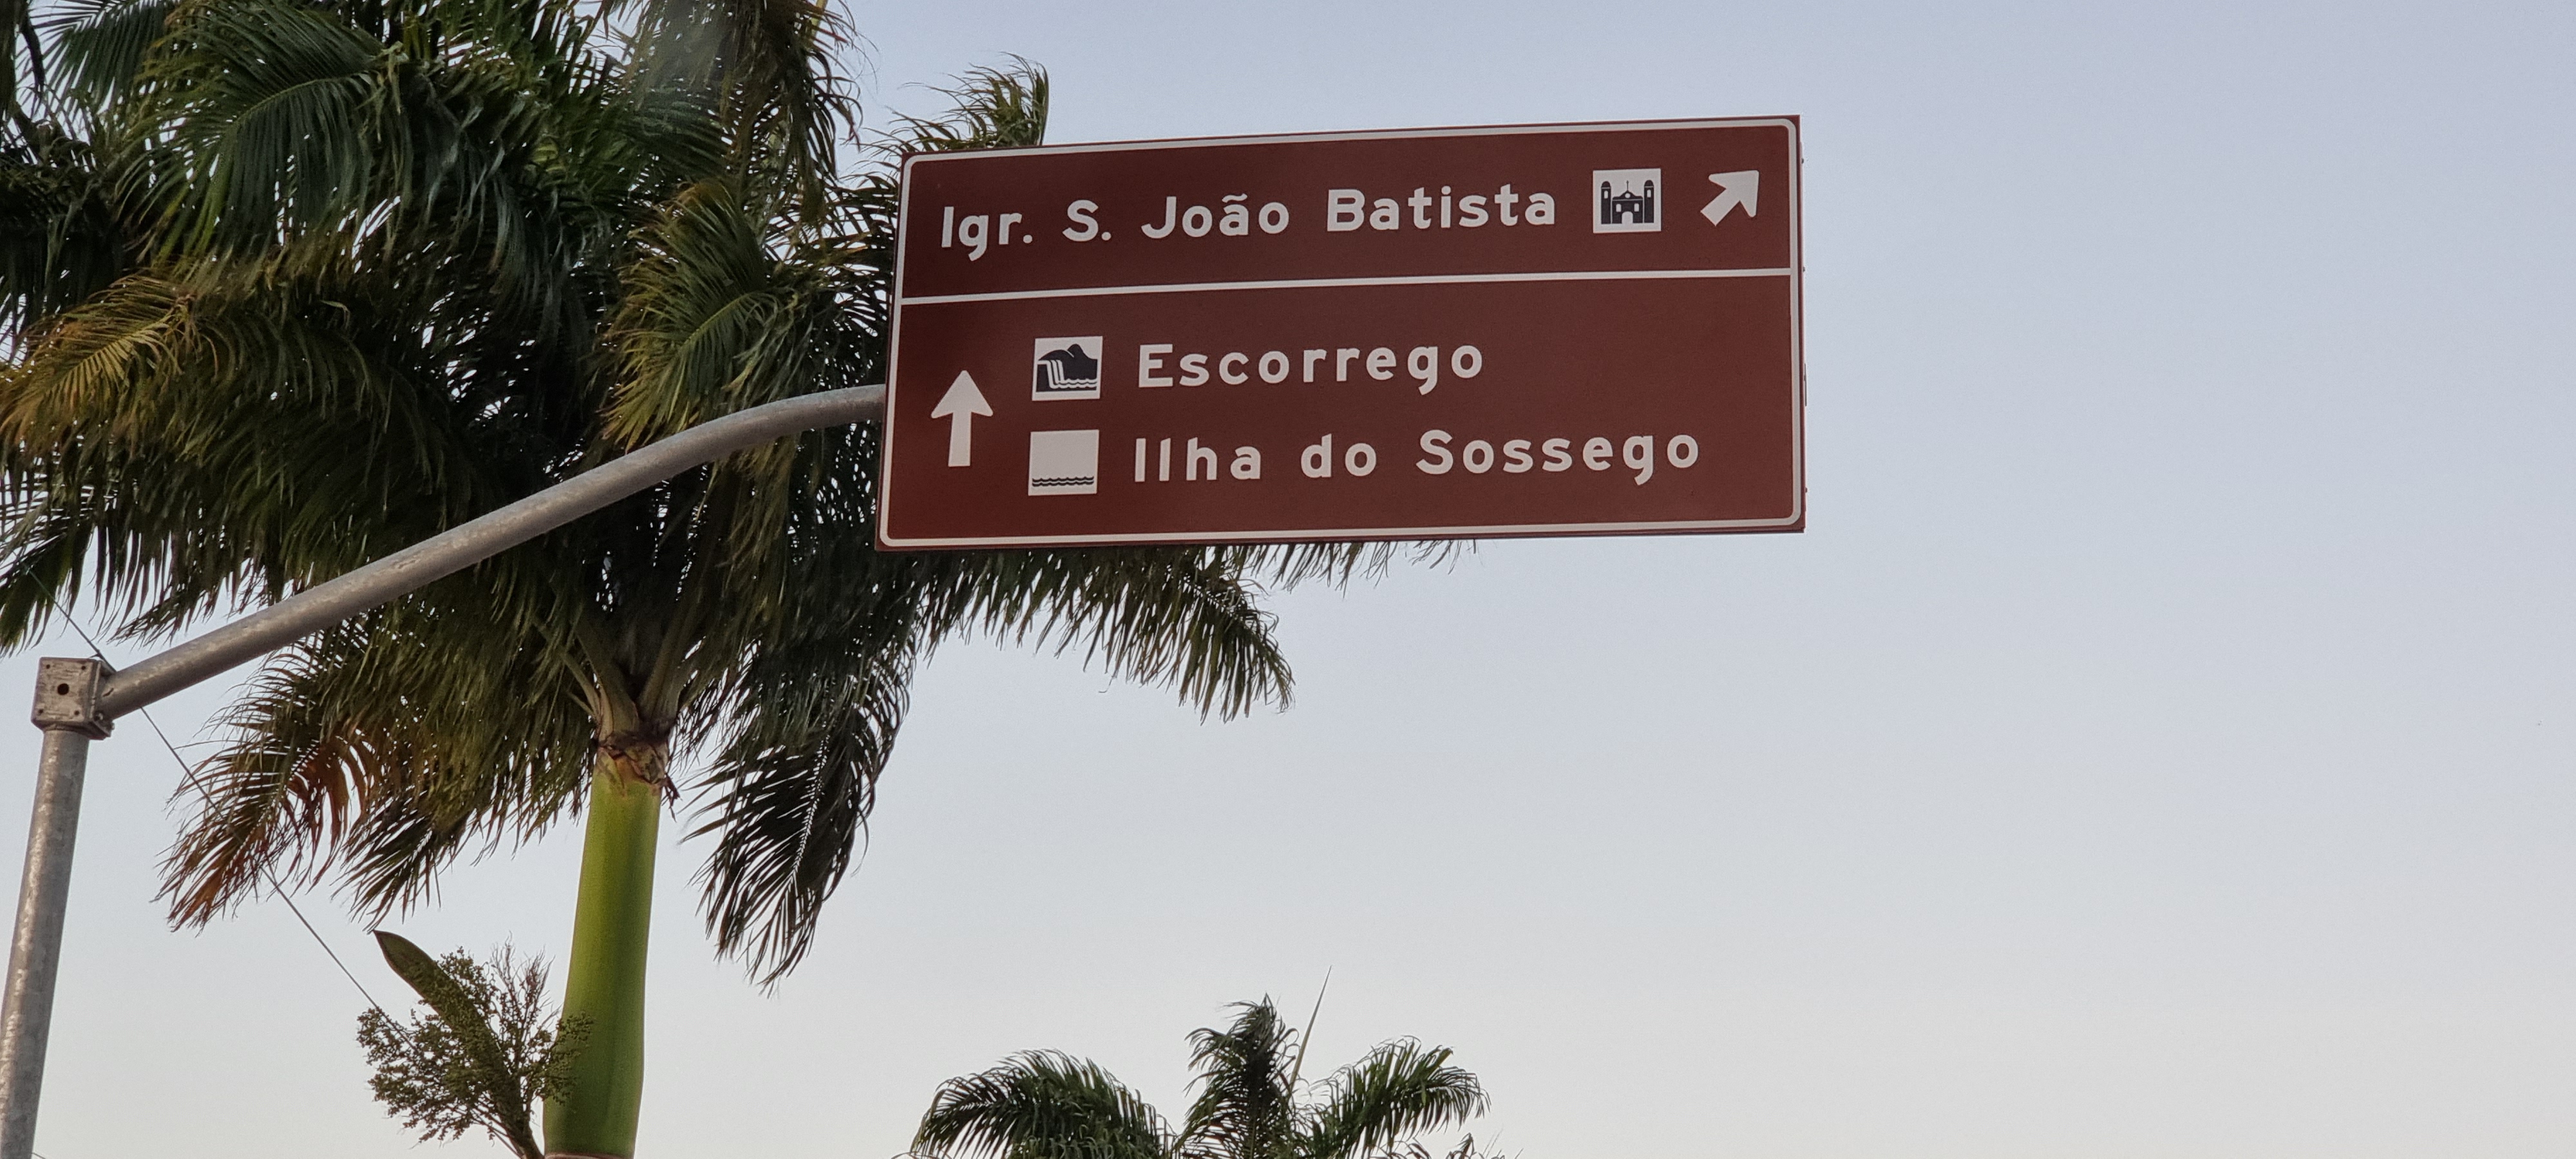 Igr. S. João Batista
Escorrego
Ilha do Sossego